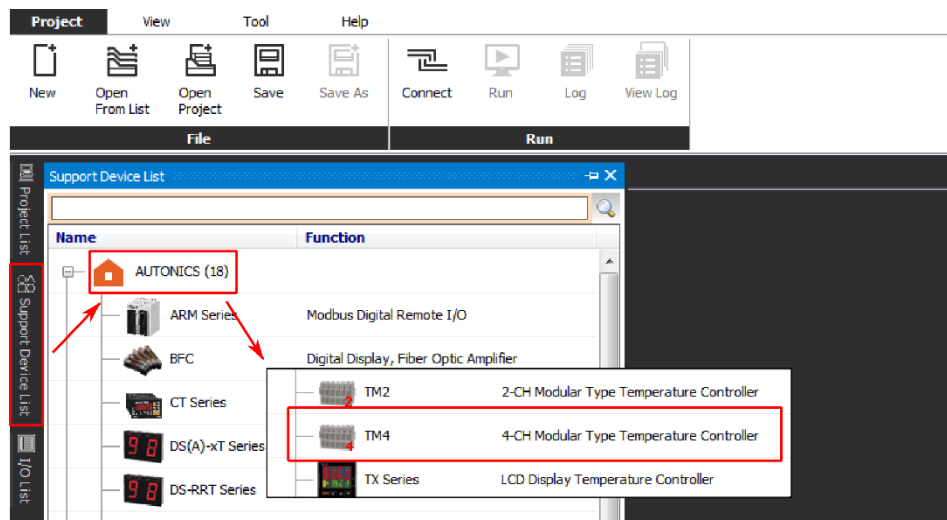 Project View Tool Help
New Open From List Open Project Save Save As Connect Run Log View Log
File Run
Project List
Support Device List
I/O List
Support Device List
Name Function
AUTONICS (18)
ARM Series Modbus Digital Remote I/O
BFC Digital Display, Fiber Optic Amplifier
CT Series
DS(A)-xT Series
DS-RRT Series
TM2 2-CH Modular Type Temperature Controller
TM4 4-CH Modular Type Temperature Controller
TX Series LCD Display Temperature Controller